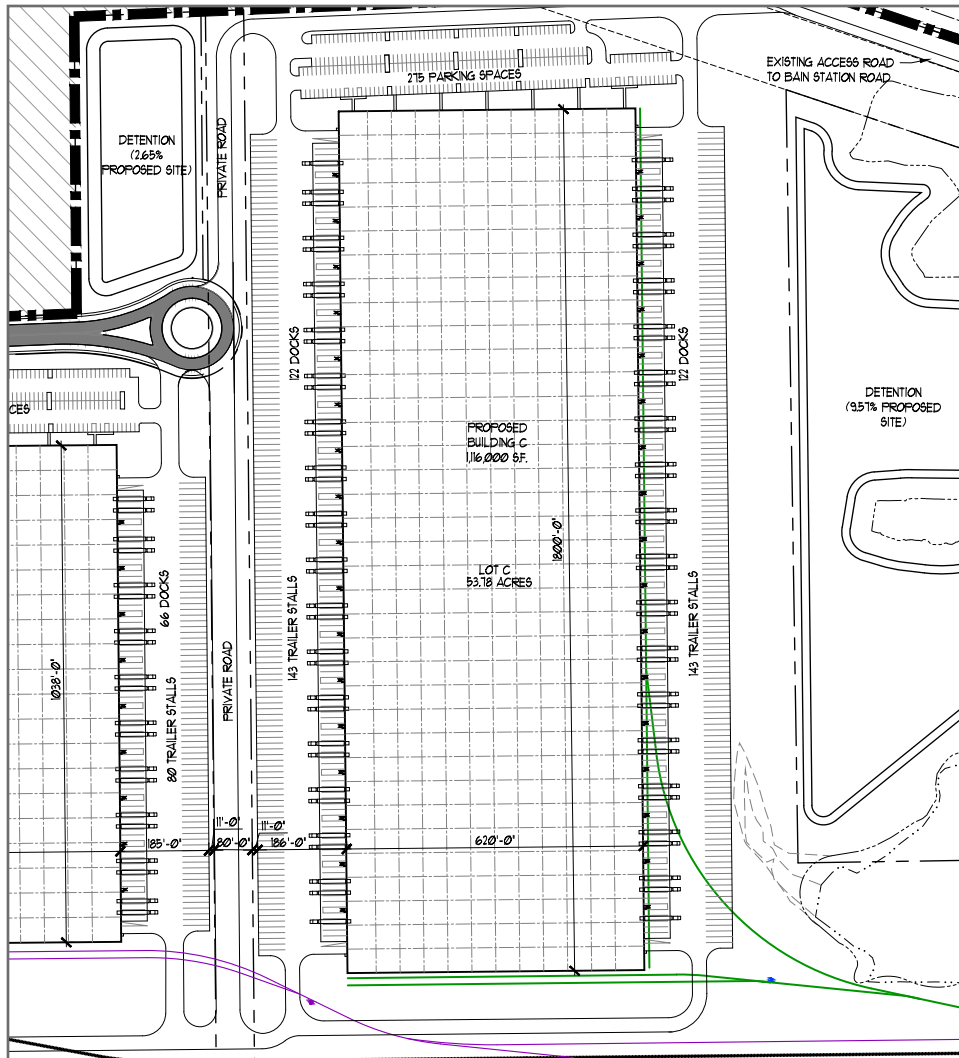 EXISTING ACCESS ROAD
TO BAIN STATION ROAD
275 PARKING SPACES
DETENTION
(2.65%
PROPOSED SITE)
PRIVATE ROAD
122 DOCKS
122 DOCKS
DETENTION
(9.57% PROPOSED
SITE)
CES
PROPOSED
BUILDING C
1,116,000 S.F.
1800'-0"
LOT C
53.78 ACRES
66 DOCKS
143 TRAILER STALLS
143 TRAILER STALLS
1038'-0"
PRIVATE ROAD
80 TRAILER STALLS
11'-0"
11'-0"
185'-0"
80'-0"
186'-0"
620'-0"